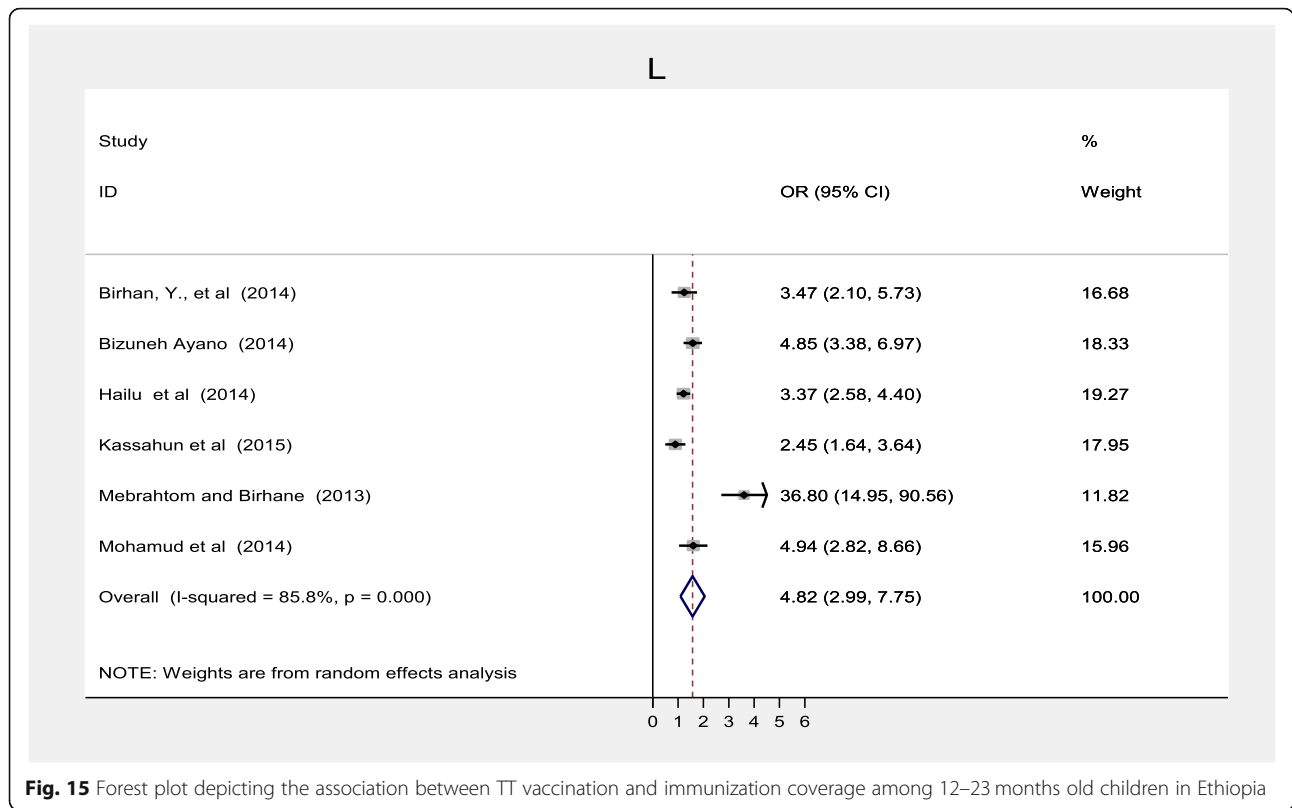 L
Study %
ID OR (95% CI) Weight
Birhan, Y., et al (2014) 3.47 (2.10, 5.73) 16.68
Bizuneh Ayano (2014) 4.85 (3.38, 6.97) 18.33
Hailu et al (2014) 3.37 (2.58, 4.40) 19.27
Kassahun et al (2015) 2.45 (1.64, 3.64) 17.95
Mebrahtom and Birhane (2013) 36.80 (14.95, 90.56) 11.82
Mohamud et al (2014) 4.94 (2.82, 8.66) 15.96
Overall (I-squared = 85.8%, p = 0.000) 4.82 (2.99, 7.75) 100.00
NOTE: Weights are from random effects analysis
0 1 2 3 4 5 6
Fig. 15 Forest plot depicting the association between TT vaccination and immunization coverage among 12–23 months old children in Ethiopia